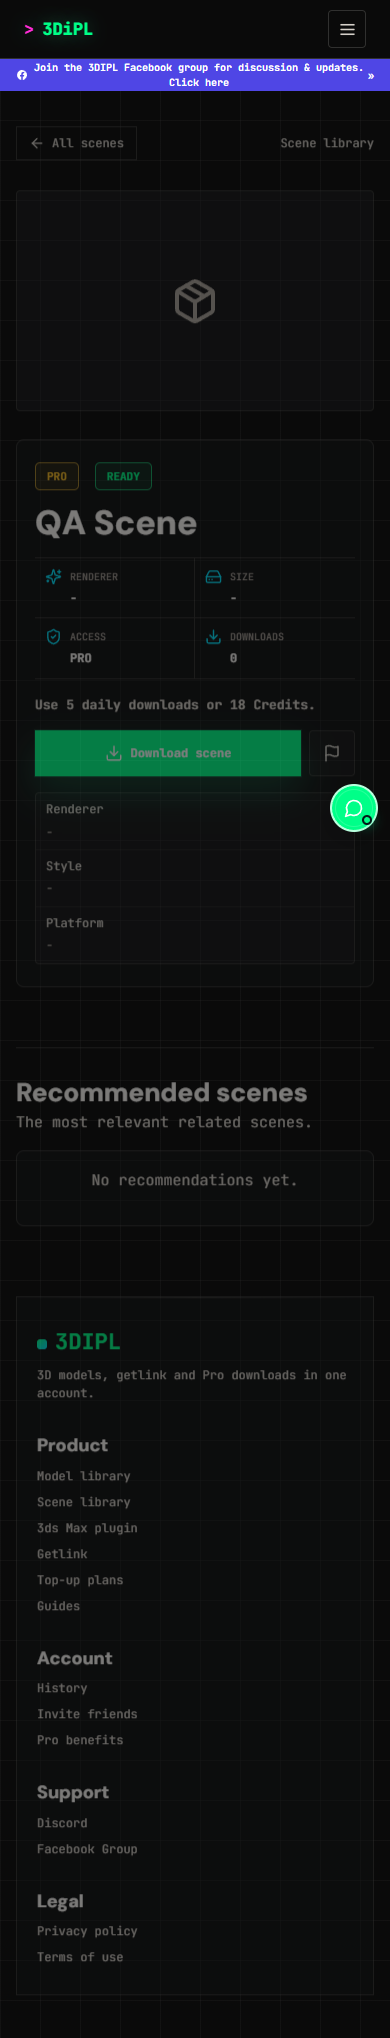 > 3DiPL
Join the 3DIPL Facebook group for discussion & updates. »
Click here
All scenes
Scene library
PRO
READY
QA Scene
RENDERER
-
SIZE
-
ACCESS
PRO
DOWNLOADS
0
Use 5 daily downloads or 18 Credits.
Download scene
Renderer
-
Style
-
Platform
-
Recommended scenes
The most relevant related scenes.
No recommendations yet.
3DIPL
3D models, getlink and Pro downloads in one
account.
Product
Model library
Scene library
3ds Max plugin
Getlink
Top-up plans
Guides
Account
History
Invite friends
Pro benefits
Support
Discord
Facebook Group
Legal
Privacy policy
Terms of use